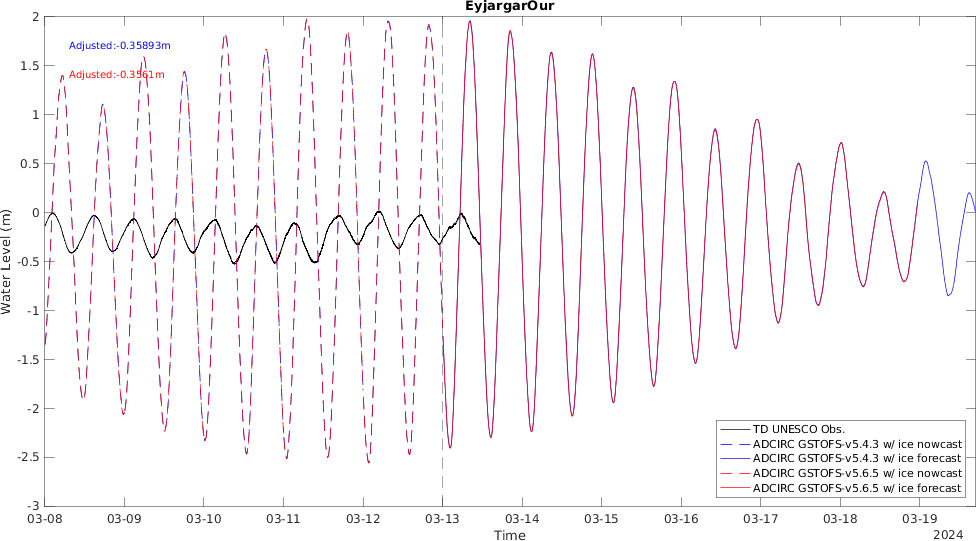 EyjargarOur
Adjusted:-0.35893m
Adjusted:-0.3561m
2
1.5
1
0.5
0
-0.5
-1
-1.5
-2
-2.5
-3
Water Level (m)
TD UNESCO Obs.
ADCIRC GSTOFS-v5.4.3 w/ ice nowcast
ADCIRC GSTOFS-v5.4.3 w/ ice forecast
ADCIRC GSTOFS-v5.6.5 w/ ice nowcast
ADCIRC GSTOFS-v5.6.5 w/ ice forecast
03-08 03-09 03-10 03-11 03-12 03-13 03-14 03-15 03-16 03-17 03-18 03-19
Time
2024